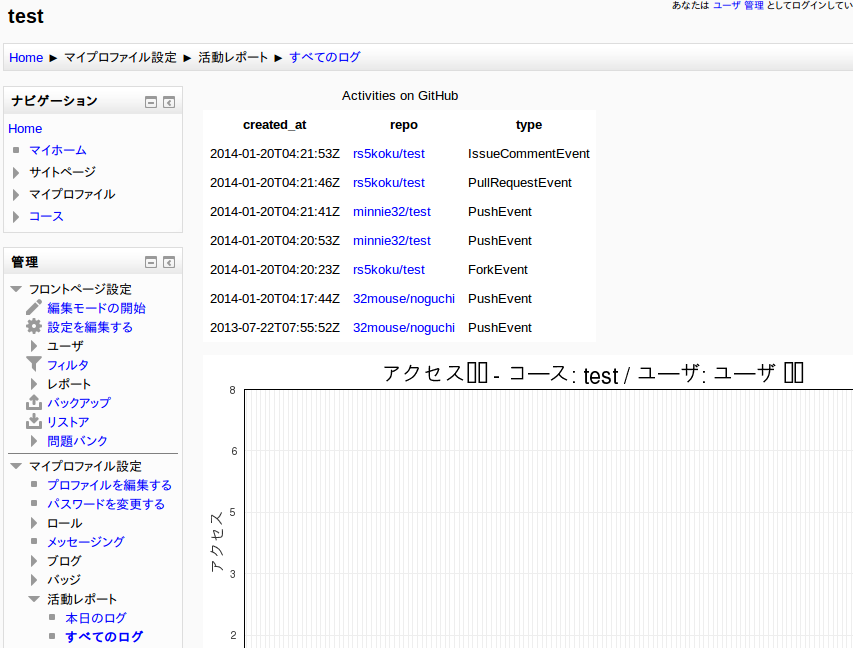 あなたは ユーザ 管理 としてログインしてい
test
Home ► マイプロファイル設定 ► 活動レポート ► すべてのログ
ナビゲーション
Home
マイホーム
サイトページ
マイプロファイル
コース
管理
フロントページ設定
編集モードの開始
設定を編集する
ユーザ
フィルタ
レポート
バックアップ
リストア
問題バンク
マイプロファイル設定
プロファイルを編集する
パスワードを変更する
ロール
メッセージング
ブログ
バッジ
活動レポート
本日のログ
すべてのログ
Activities on GitHub
created_at repo type
2014-01-20T04:21:53Z rs5koku/test IssueCommentEvent
2014-01-20T04:21:46Z rs5koku/test PullRequestEvent
2014-01-20T04:21:41Z minnie32/test PushEvent
2014-01-20T04:20:53Z minnie32/test PushEvent
2014-01-20T04:20:23Z rs5koku/test ForkEvent
2014-01-20T04:17:44Z 32mouse/noguchi PushEvent
2013-07-22T07:55:52Z 32mouse/noguchi PushEvent
アクセス▯▯ - コース: test / ユーザ: ユーザ ▯▯
アクセス
8
6
5
3
2